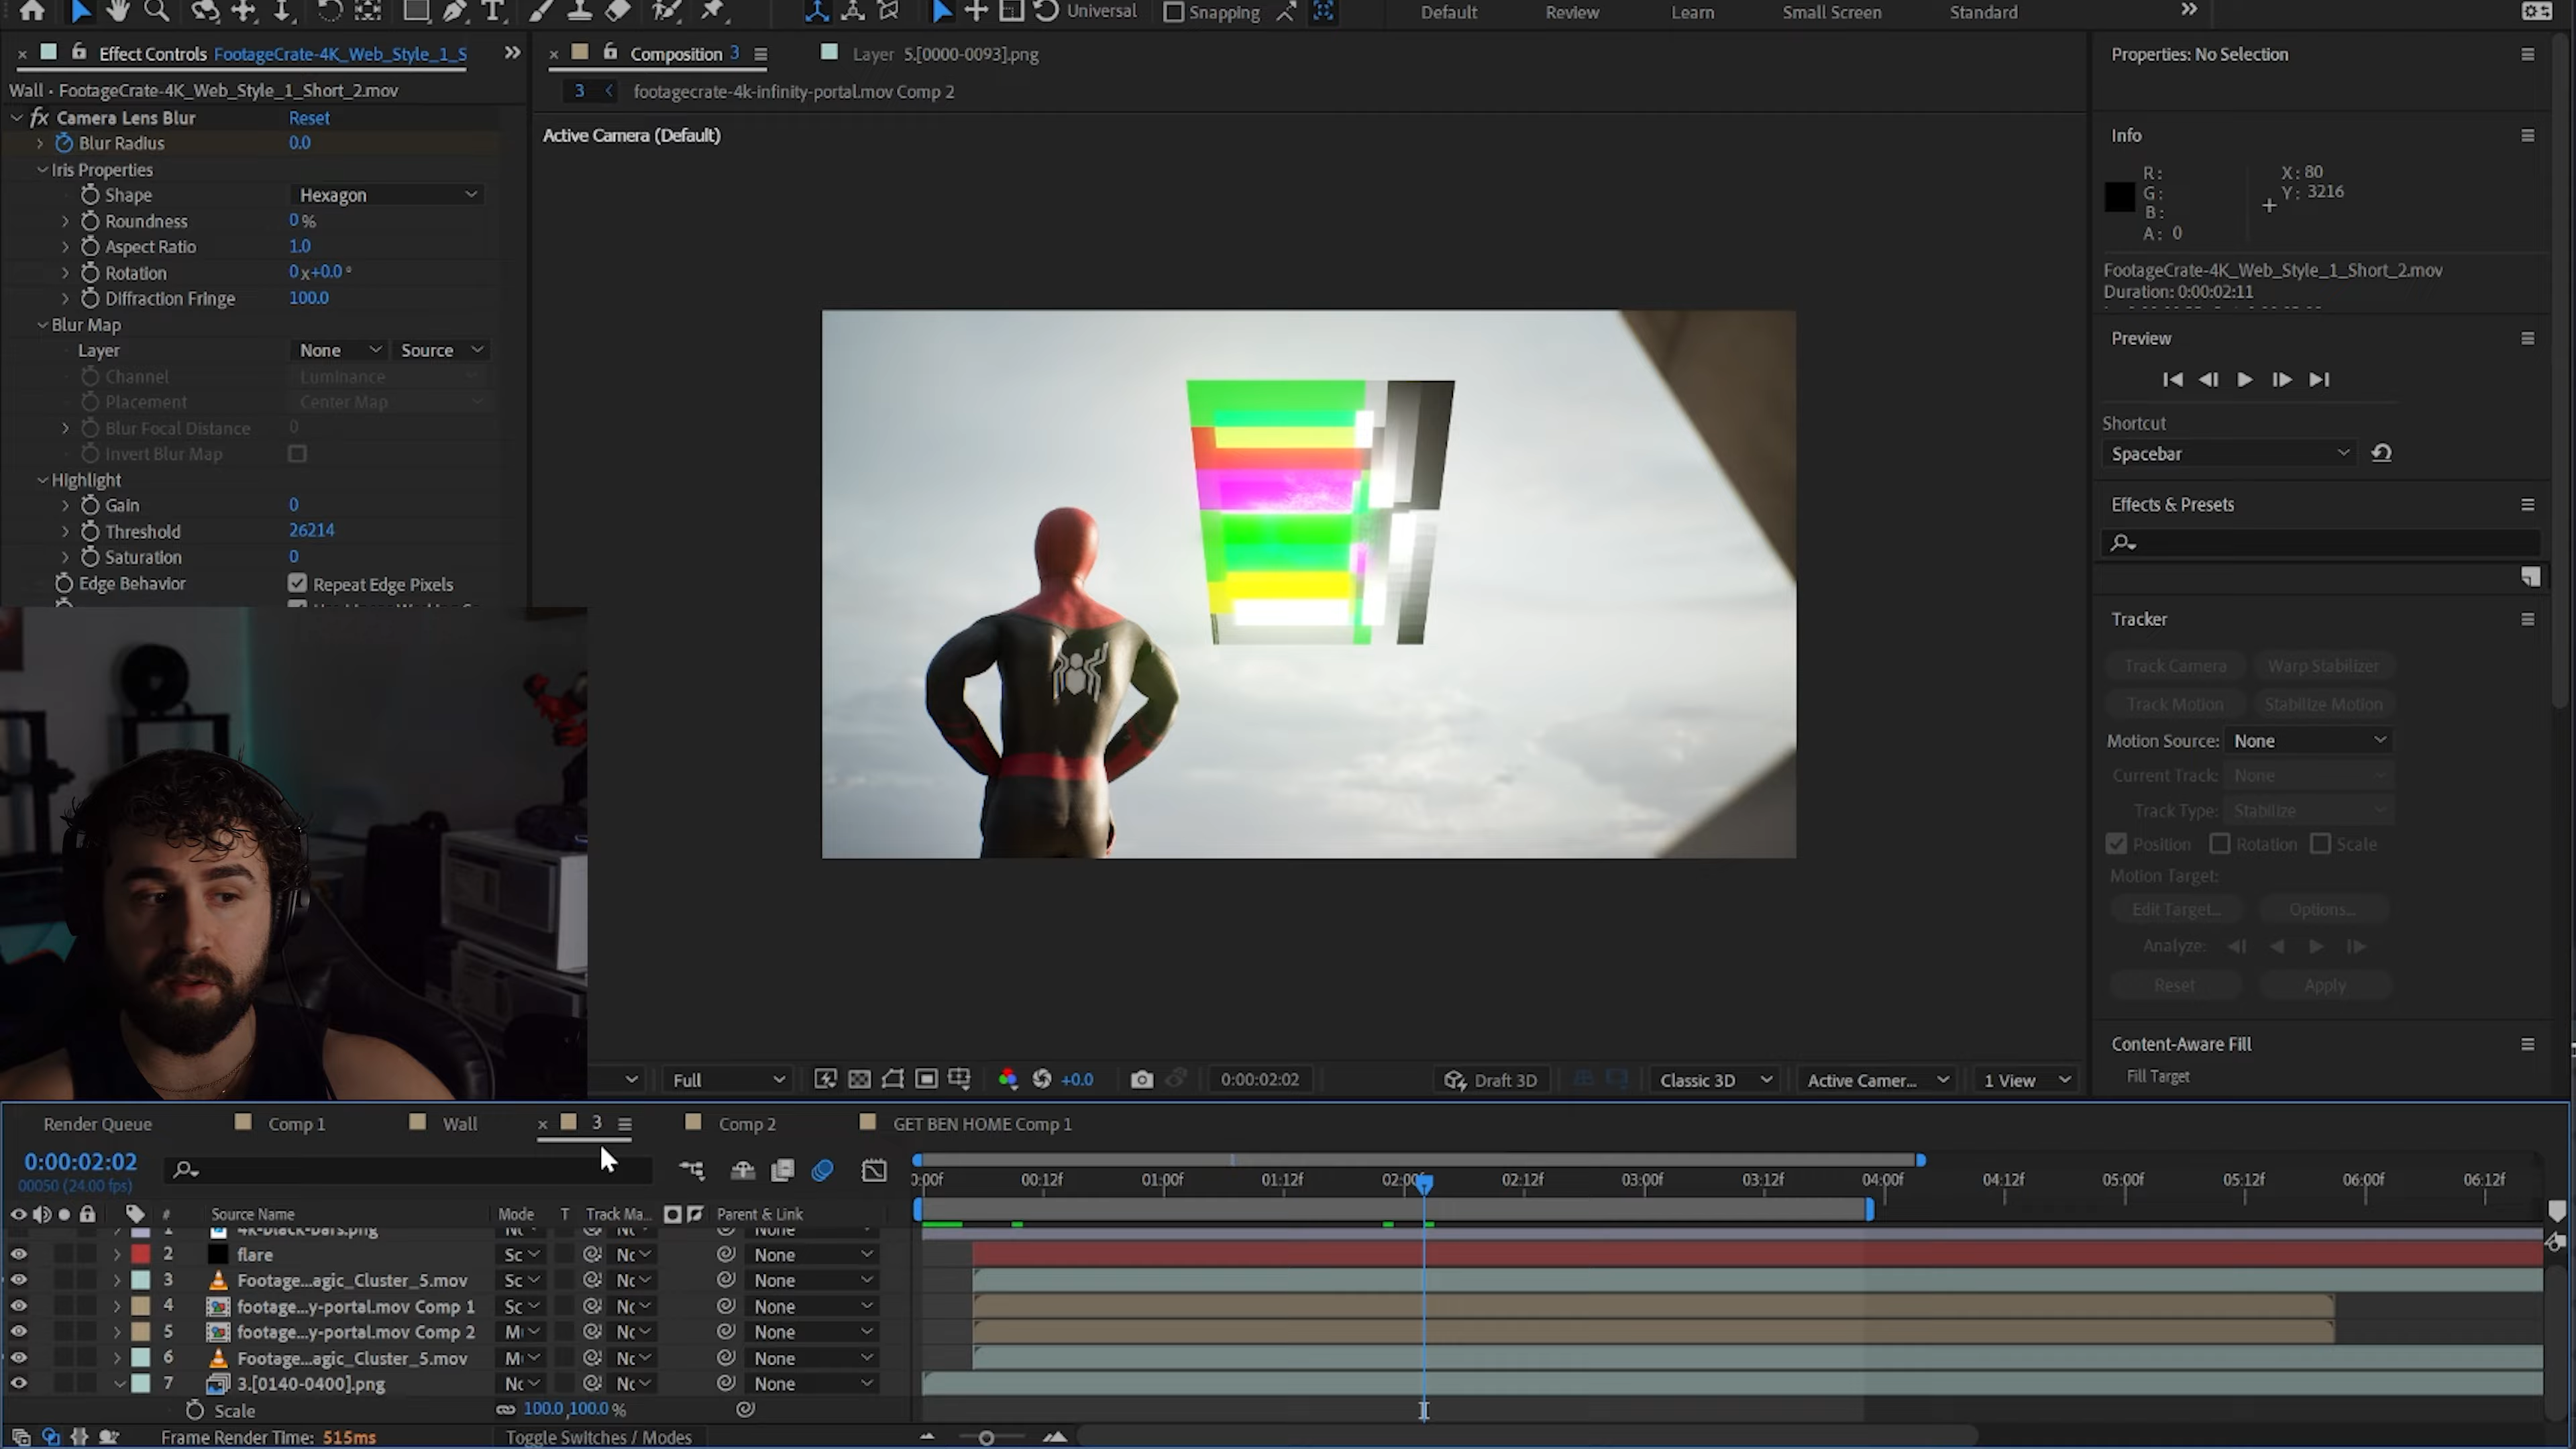 Universal
Snapping
Default
Review
Learn
Small Screen
Standard
Effect Controls FootageCrate-4K_Web_Style_1_S
Composition 3
Layer 5.[0000-0093].png
Properties: No Selection
Wall · FootageCrate-4K_Web_Style_1_Short_2.mov
3
footagecrate-4k-infinity-portal.mov Comp 2
fx Camera Lens Blur Reset
Blur Radius 0.0
Active Camera (Default)
Iris Properties
Shape Hexagon
Roundness 0 %
Aspect Ratio 1.0
Rotation 0 x+0.0 °
Diffraction Fringe 100.0
Blur Map
Layer None Source
Channel Luminance
Placement Center Map
Blur Focal Distance 0
Invert Blur Map
Highlight
Gain 0
Threshold 26214
Saturation 0
Edge Behavior Repeat Edge Pixels
Info
R: X: 80
G: Y: 3216
B:
A: 0
FootageCrate-4K_Web_Style_1_Short_2.mov
Duration: 0:00:02:11
Preview
Shortcut
Spacebar
Effects & Presets
Tracker
Track Camera Warp Stabilizer
Track Motion Stabilize Motion
Motion Source: None
Current Track: None
Track Type: Stabilize
Position Rotation Scale
Motion Target:
Edit Target... Options...
Analyze:
Reset Apply
Content-Aware Fill
Fill Target
Full
+0.0
0:00:02:02
Draft 3D
Classic 3D
Active Camer...
1 View
Render Queue Comp 1 Wall 3 Comp 2 GET BEN HOME Comp 1
0:00:02:02
00050 (24.00 fps)
:00f 00:12f 01:00f 01:12f 02:00f 02:12f 03:00f 03:12f 04:00f 04:12f 05:00f 05:12f 06:00f 06:12f
# Source Name Mode T Track Ma... Parent & Link
1 4k-black-bars.png
2 flare Sc None
3 Footage...agic_Cluster_5.mov Sc None
4 footage...y-portal.mov Comp 1 Sc None
5 footage...y-portal.mov Comp 2 None
6 Footage...agic_Cluster_5.mov None
7 3.[0140-0400].png None
Scale 100.0,100.0 %
Frame Render Time: 515ms
Toggle Switches / Modes